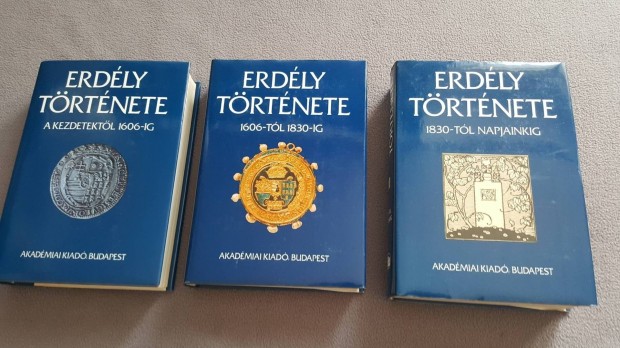 ERDÉLY
TÖRTÉNETE
A KEZDETEKTŐL 1606-IG
AKADÉMIAI KIADÓ, BUDAPEST
ERDÉLY
TÖRTÉNETE
1606-TÓL 1830-IG
AKADÉMIAI KIADÓ, BUDAPEST
ERDÉLY
TÖRTÉNETE
1830-TÓL NAPJAINKIG
AKADÉMIAI KIADÓ, BUDAPEST